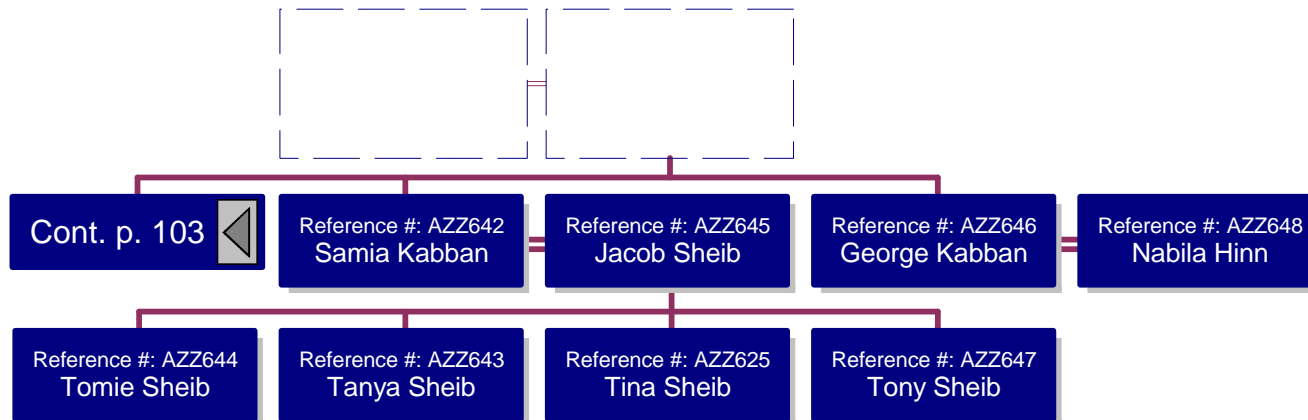 Cont. p. 103
Reference #: AZZ642
Samia Kabban
Reference #: AZZ645
Jacob Sheib
Reference #: AZZ646
George Kabban
Reference #: AZZ648
Nabila Hinn
Reference #: AZZ644
Tomie Sheib
Reference #: AZZ643
Tanya Sheib
Reference #: AZZ625
Tina Sheib
Reference #: AZZ647
Tony Sheib